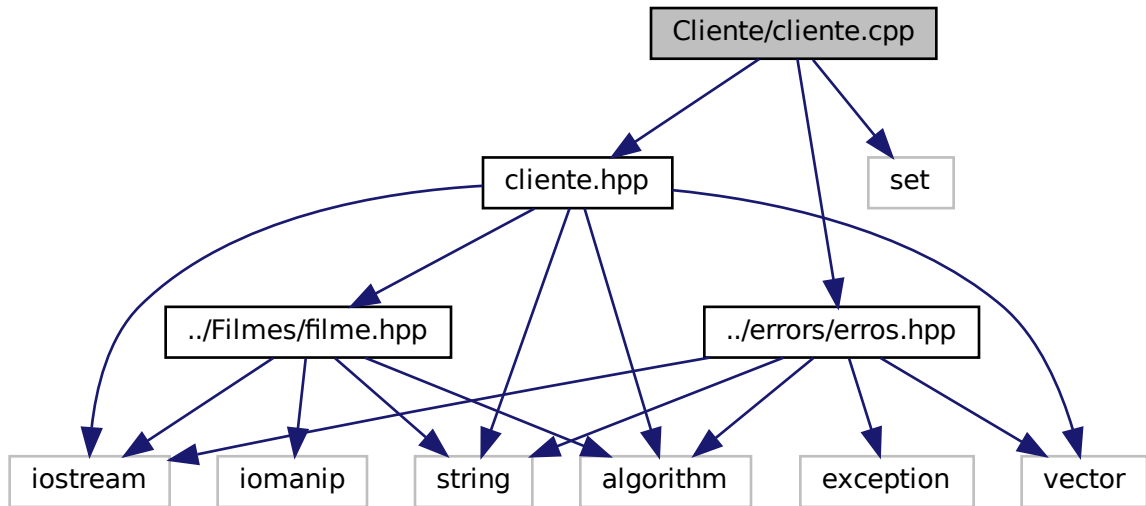 Cliente/cliente.cpp
cliente.hpp
set
../Filmes/filme.hpp
../errors/erros.hpp
iostream
iomanip
string
algorithm
exception
vector